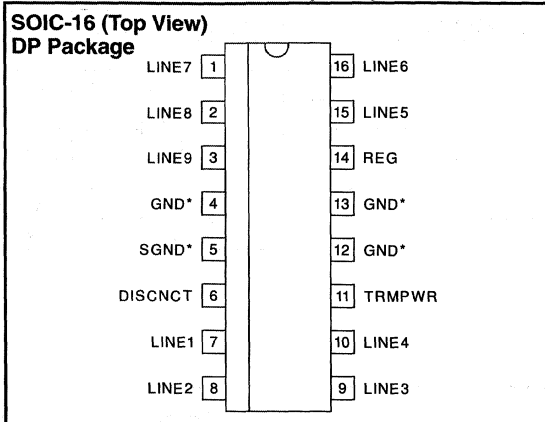 SOIC-16 (Top View)
DP Package
LINE7 1 16 LINE6
LINE8 2 15 LINE5
LINE9 3 14 REG
GND* 4 13 GND*
SGND* 5 12 GND*
DISCNCT 6 11 TRMPWR
LINE1 7 10 LINE4
LINE2 8 9 LINE3